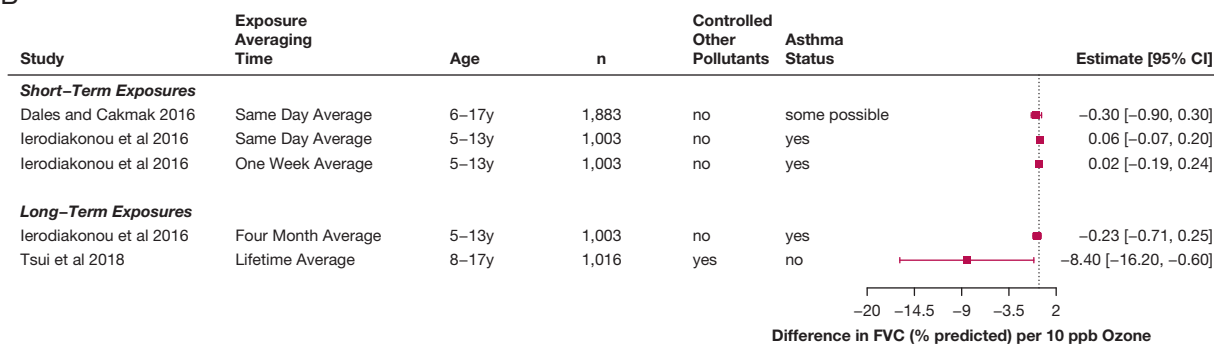 Exposure Averaging Time
Controlled Other Pollutants
Study Age n Asthma Status Estimate [95% CI]
Short–Term Exposures
Dales and Cakmak 2016 Same Day Average 6–17y 1,883 no some possible −0.30 [−0.90, 0.30]
Ierodiakonou et al 2016 Same Day Average 5–13y 1,003 no yes 0.06 [−0.07, 0.20]
Ierodiakonou et al 2016 One Week Average 5–13y 1,003 no yes 0.02 [−0.19, 0.24]
Long–Term Exposures
Ierodiakonou et al 2016 Four Month Average 5–13y 1,003 no yes −0.23 [−0.71, 0.25]
Tsui et al 2018 Lifetime Average 8–17y 1,016 yes no −8.40 [−16.20, −0.60]
−20 −14.5 −9 −3.5 2
Difference in FVC (% predicted) per 10 ppb Ozone